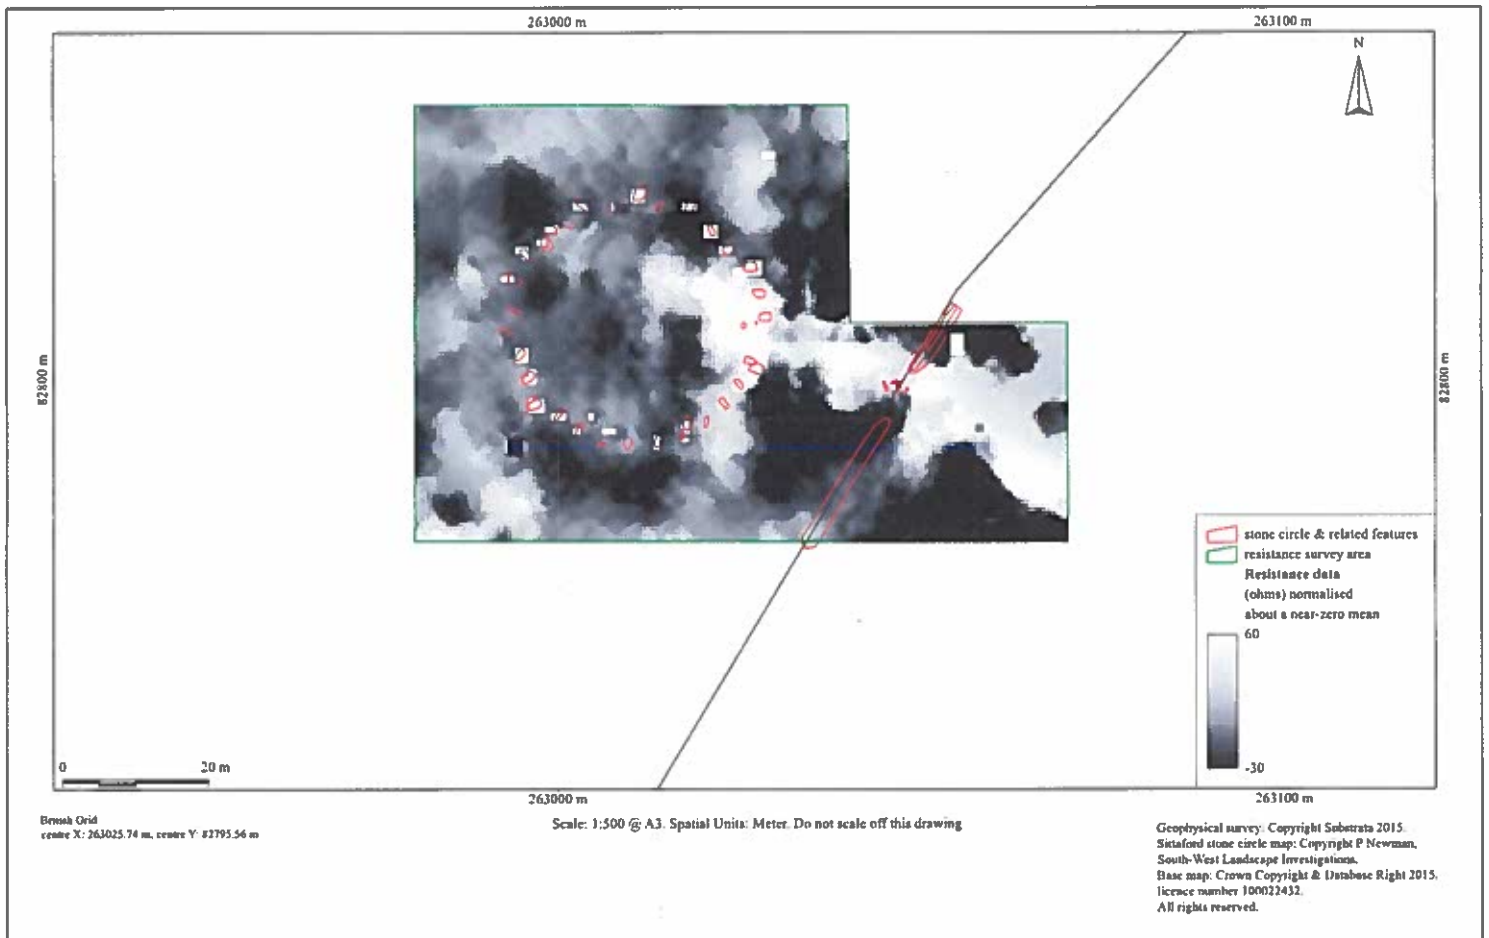 263000 m
263100 m
N
82800 m
82800 m
stone circle & related features
resistance survey area
Resistance data
(ohms) normalised
about a near-zero mean
60
-30
0
20 m
263000 m
263100 m
British Grid
centre X: 263025.74 m, centre Y: 82795.56 m
Scale: 1:500 @ A3. Spatial Units: Meter. Do not scale off this drawing
Geophysical survey: Copyright Substrata 2015.
Sittaford stone circle map: Copyright P Newman,
South-West Landscape Investigations.
Base map: Crown Copyright & Database Right 2015.
licence number 100022432.
All rights reserved.